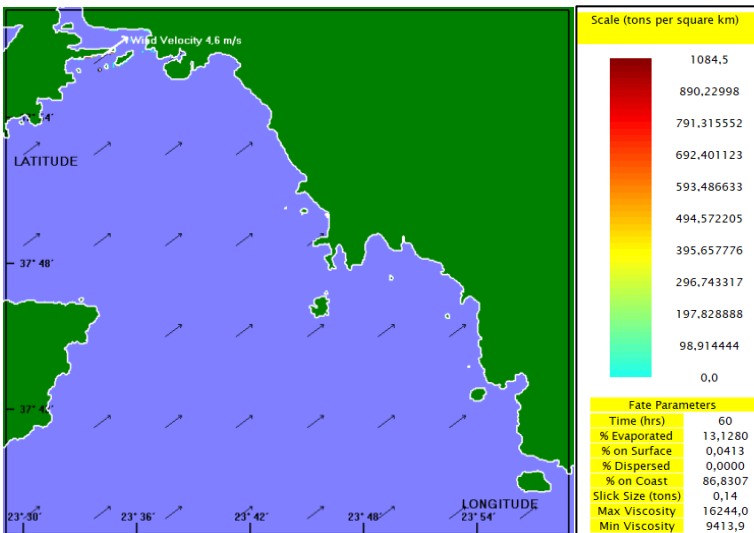 Wind Velocity 4,6 m/s
LATITUDE
37° 48'
LONGITUDE
23° 30'
23° 36'
23° 42'
23° 48'
23° 54'
Scale (tons per square km)
1084,5
890,22998
791,315552
692,401123
593,486633
494,572205
395,657776
296,743317
197,828888
98,914444
0,0
Fate Parameters
Time (hrs) 60
% Evaporated 13,1280
% on Surface 0,0413
% Dispersed 0,0000
% on Coast 86,8307
Slick Size (tons) 0,14
Max Viscosity 16244,0
Min Viscosity 9413,9